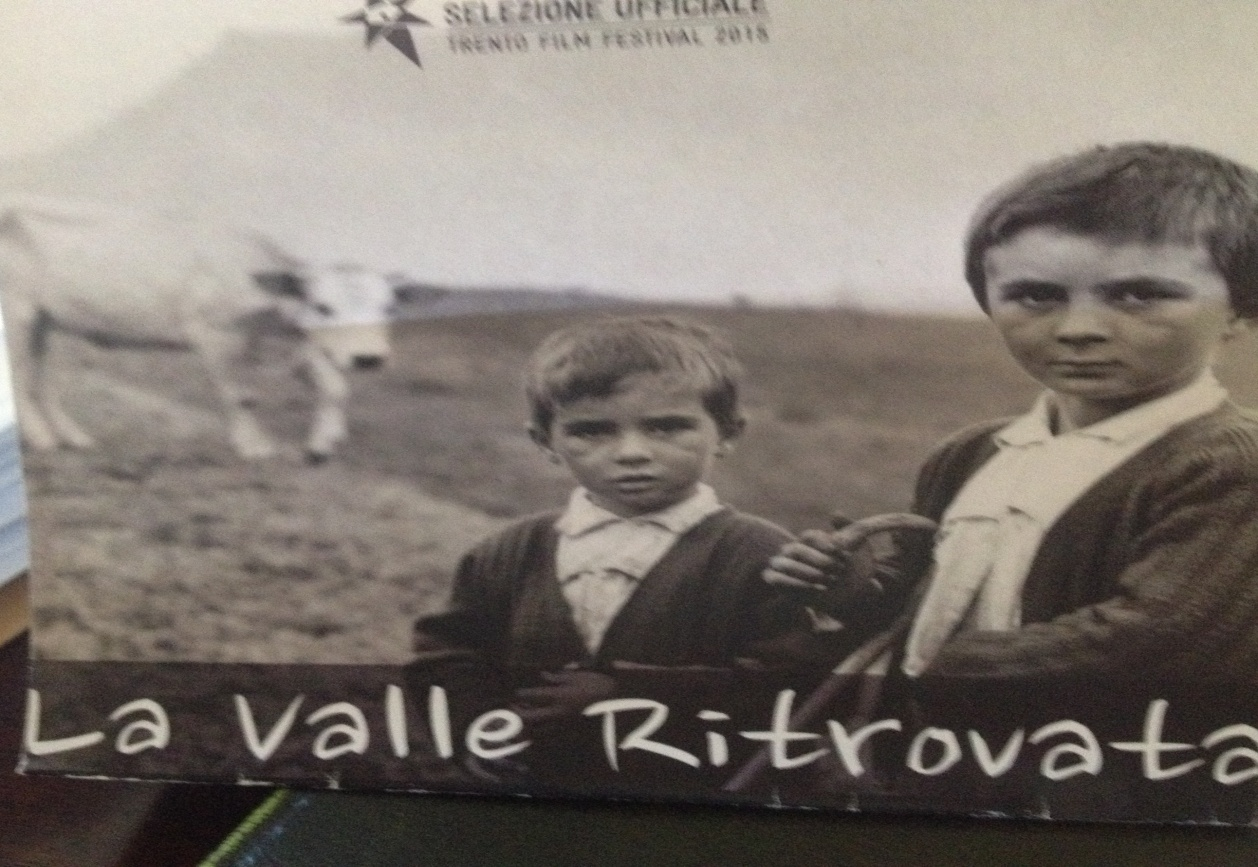 SELEZIONE UFFICIALE
TRENTO FILM FESTIVAL 2015
La Valle Ritrovata